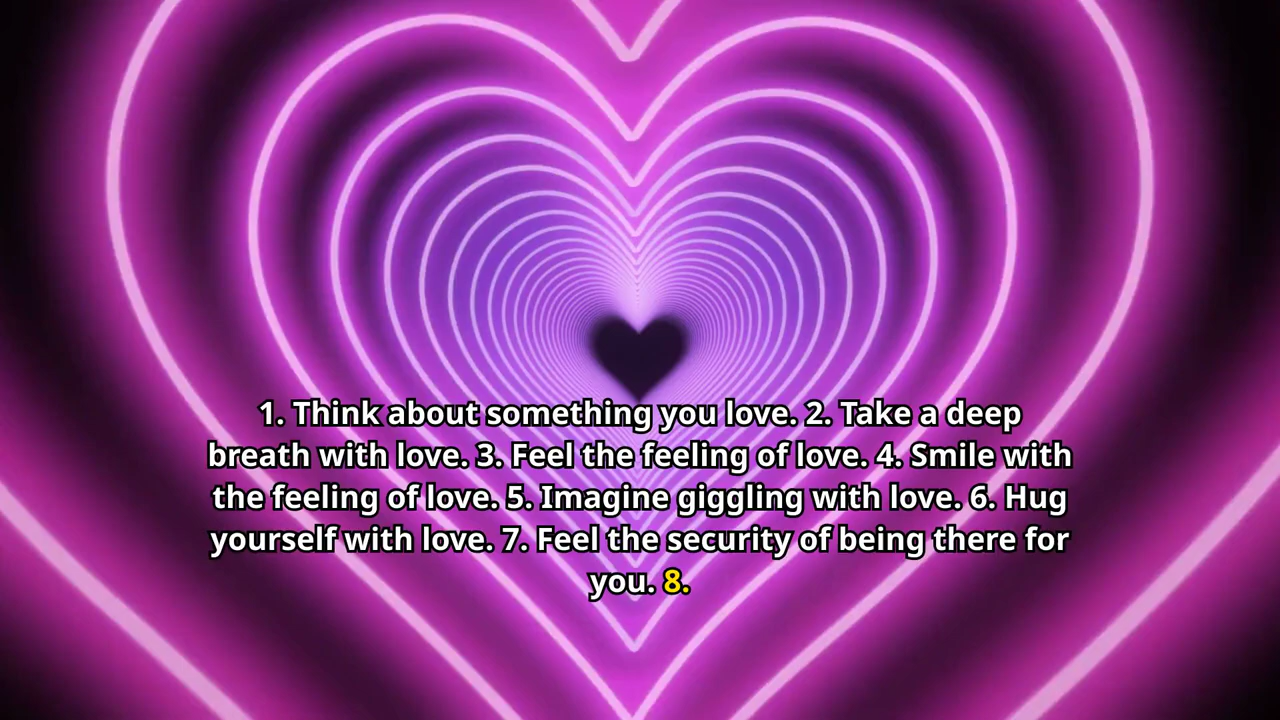 1. Think about something you love. 2. Take a deep
breath with love. 3. Feel the feeling of love. 4. Smile with
the feeling of love. 5. Imagine giggling with love. 6. Hug
yourself with love. 7. Feel the security of being there for
you. 8.